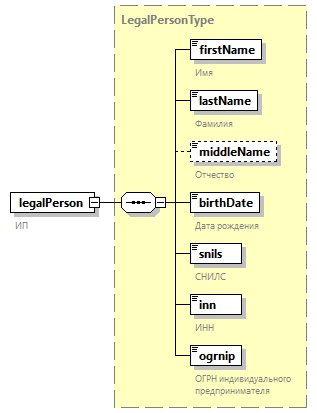 LegalPersonType
firstName
Имя
lastName
Фамилия
middleName
Отчество
legalPerson
ИП
birthDate
Дата рождения
snils
СНИЛС
inn
ИНН
ogrnip
ОГРН индивидуального
предпринимателя